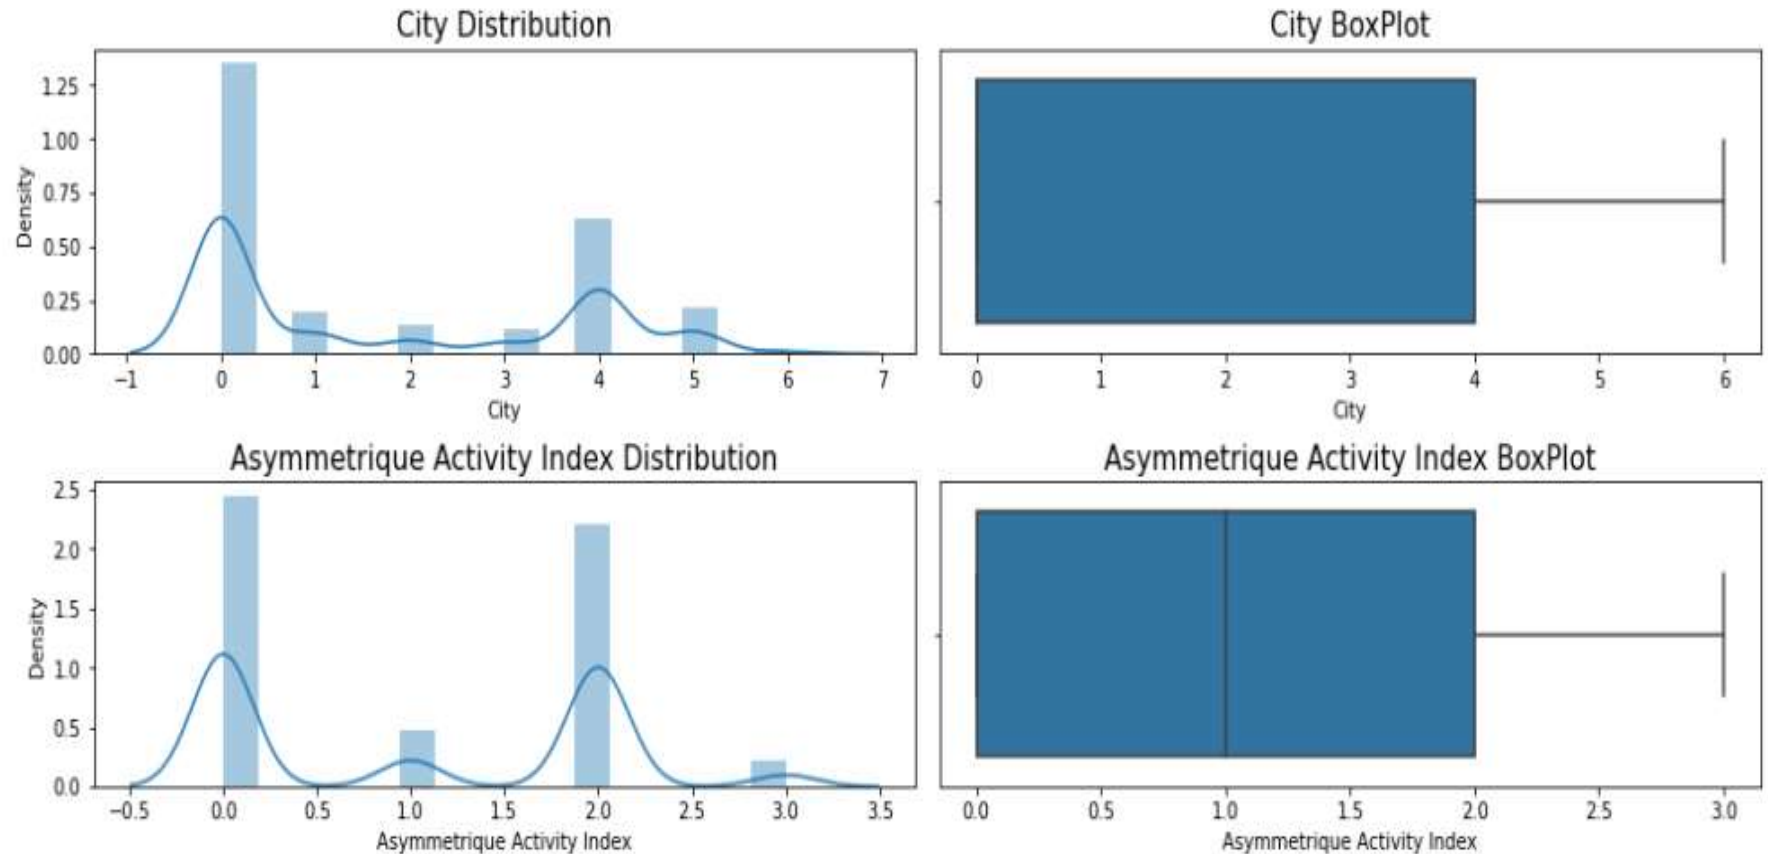 City Distribution
1.25
1.00
0.75
0.50
0.25
0.00
Density
−1 0 1 2 3 4 5 6 7
City
City BoxPlot
0 1 2 3 4 5 6
City
Asymmetrique Activity Index Distribution
2.5
2.0
1.5
1.0
0.5
0.0
Density
−0.5 0.0 0.5 1.0 1.5 2.0 2.5 3.0 3.5
Asymmetrique Activity Index
Asymmetrique Activity Index BoxPlot
0.0 0.5 1.0 1.5 2.0 2.5 3.0
Asymmetrique Activity Index